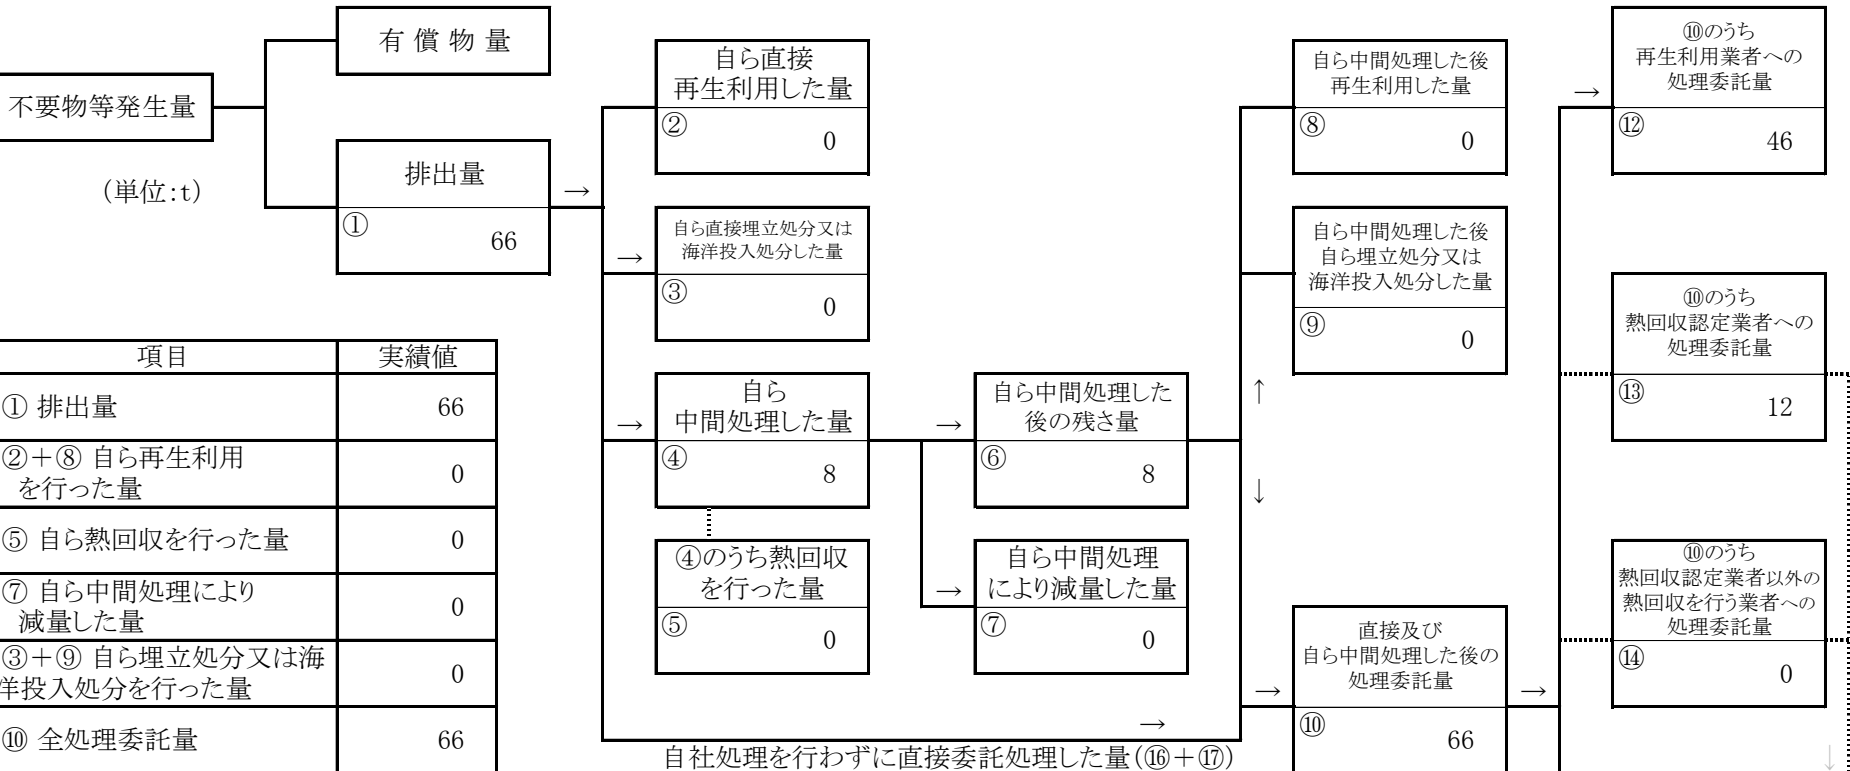 有 償 物 量
不要物等発生量
(単位:t)
排出量
①
66
→
自ら直接
再生利用した量
②
0
→
自ら直接埋立処分又は
海洋投入処分した量
③
0
→
自ら
中間処理した量
④
8
④のうち熱回収
を行った量
⑤
0
→
自ら中間処理した
後の残さ量
⑥
8
→
自ら中間処理
により減量した量
⑦
0
↑
↓
自ら中間処理した後
再生利用した量
⑧
0
自ら中間処理した後
自ら埋立処分又は
海洋投入処分した量
⑨
0
→
直接及び
自ら中間処理した後の
処理委託量
⑩
66
→
自社処理を行わずに直接委託処理した量(⑯+⑰)
→
→
⑩のうち
再生利用業者への
処理委託量
⑫
46
⑩のうち
熱回収認定業者への
処理委託量
⑬
12
⑩のうち
熱回収認定業者以外の
熱回収を行う業者への
処理委託量
⑭
0
↓
項目 実績値
① 排出量 66
②+⑧ 自ら再生利用
を行った量 0
⑤ 自ら熱回収を行った量 0
⑦ 自ら中間処理により
減量した量 0
③+⑨ 自ら埋立処分又は海
洋投入処分を行った量 0
⑩ 全処理委託量 66